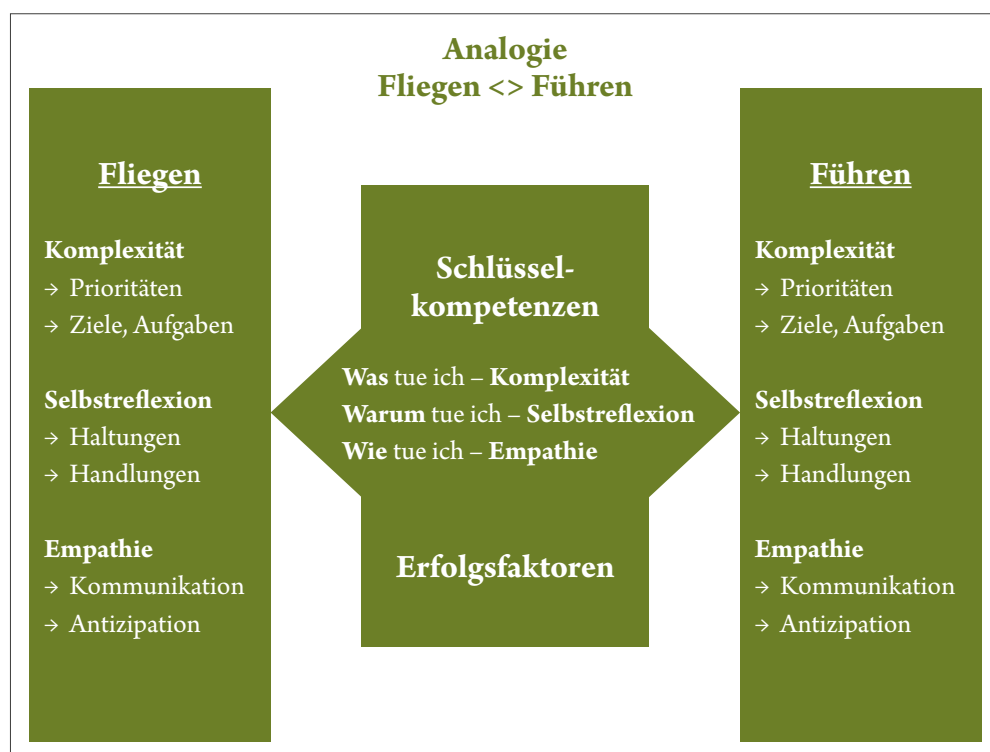 Analogie
Fliegen <> Führen
Fliegen
Komplexität
→ Prioritäten
→ Ziele, Aufgaben
Selbstreflexion
→ Haltungen
→ Handlungen
Empathie
→ Kommunikation
→ Antizipation
Schlüssel-
kompetenzen
Was tue ich – Komplexität
Warum tue ich – Selbstreflexion
Wie tue ich – Empathie
Erfolgsfaktoren
Führen
Komplexität
→ Prioritäten
→ Ziele, Aufgaben
Selbstreflexion
→ Haltungen
→ Handlungen
Empathie
→ Kommunikation
→ Antizipation